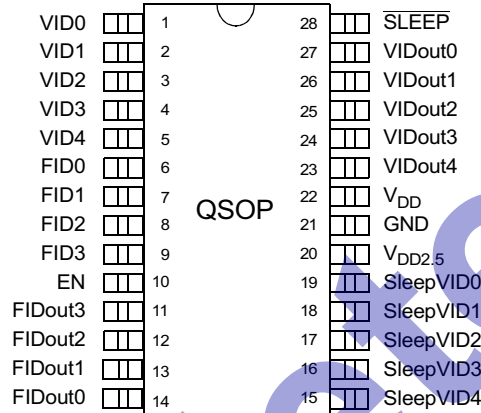 VID0 1 28 SLEEP
VID1 2 27 VIDout0
VID2 3 26 VIDout1
VID3 4 25 VIDout2
VID4 5 24 VIDout3
FID0 6 23 VIDout4
FID1 7 22 VDD
QSOP
FID2 8 21 GND
FID3 9 20 VDD2.5
EN 10 19 SleepVID0
FIDout3 11 18 SleepVID1
FIDout2 12 17 SleepVID2
FIDout1 13 16 SleepVID3
FIDout0 14 15 SleepVID4